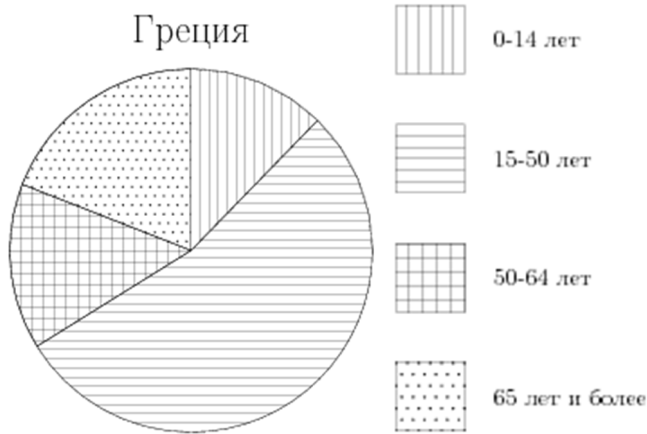 Греция
0-14 лет
15-50 лет
50-64 лет
65 лет и более